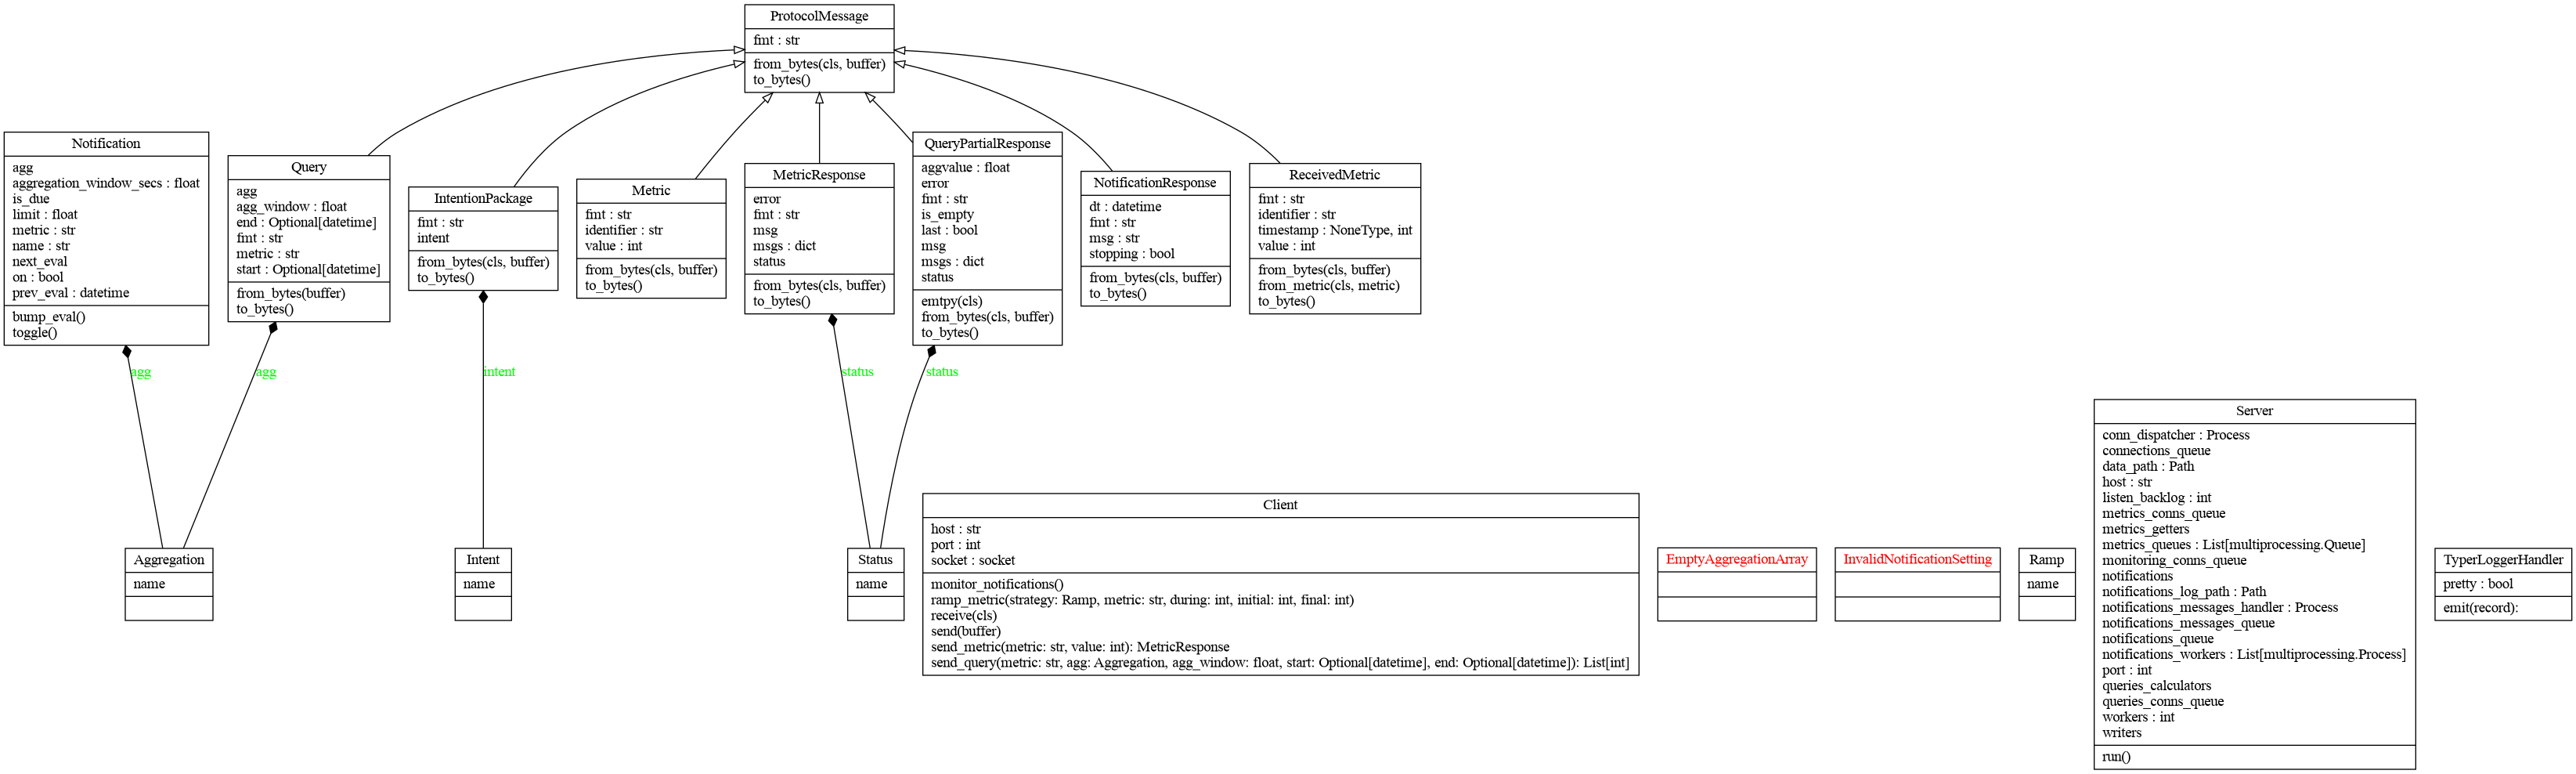 ProtocolMessage
fmt : str
from_bytes(cls, buffer)
to_bytes()
Notification
agg
aggregation_window_secs : float
is_due
limit : float
metric : str
name : str
next_eval
on : bool
prev_eval : datetime
bump_eval()
toggle()
Query
agg
agg_window : float
end : Optional[datetime]
fmt : str
metric : str
start : Optional[datetime]
from_bytes(buffer)
to_bytes()
IntentionPackage
fmt : str
intent
from_bytes(cls, buffer)
to_bytes()
Metric
fmt : str
identifier : str
value : int
from_bytes(cls, buffer)
to_bytes()
MetricResponse
error
fmt : str
msg
msgs : dict
status
from_bytes(cls, buffer)
to_bytes()
QueryPartialResponse
aggvalue : float
error
fmt : str
is_empty
last : bool
msg
msgs : dict
status
emtpy(cls)
from_bytes(cls, buffer)
to_bytes()
NotificationResponse
dt : datetime
fmt : str
msg : str
stopping : bool
from_bytes(cls, buffer)
to_bytes()
ReceivedMetric
fmt : str
identifier : str
timestamp : NoneType, int
value : int
from_bytes(cls, buffer)
from_metric(cls, metric)
to_bytes()
agg
agg
intent
status
status
Aggregation
name
Intent
name
Status
name
Client
host : str
port : int
socket : socket
monitor_notifications()
ramp_metric(strategy: Ramp, metric: str, during: int, initial: int, final: int)
receive(cls)
send(buffer)
send_metric(metric: str, value: int): MetricResponse
send_query(metric: str, agg: Aggregation, agg_window: float, start: Optional[datetime], end: Optional[datetime]): List[int]
EmptyAggregationArray
InvalidNotificationSetting
Ramp
name
Server
conn_dispatcher : Process
connections_queue
data_path : Path
host : str
listen_backlog : int
metrics_conns_queue
metrics_getters
metrics_queues : List[multiprocessing.Queue]
monitoring_conns_queue
notifications
notifications_log_path : Path
notifications_messages_handler : Process
notifications_messages_queue
notifications_queue
notifications_workers : List[multiprocessing.Process]
port : int
queries_calculators
queries_conns_queue
workers : int
writers
run()
TyperLoggerHandler
pretty : bool
emit(record):